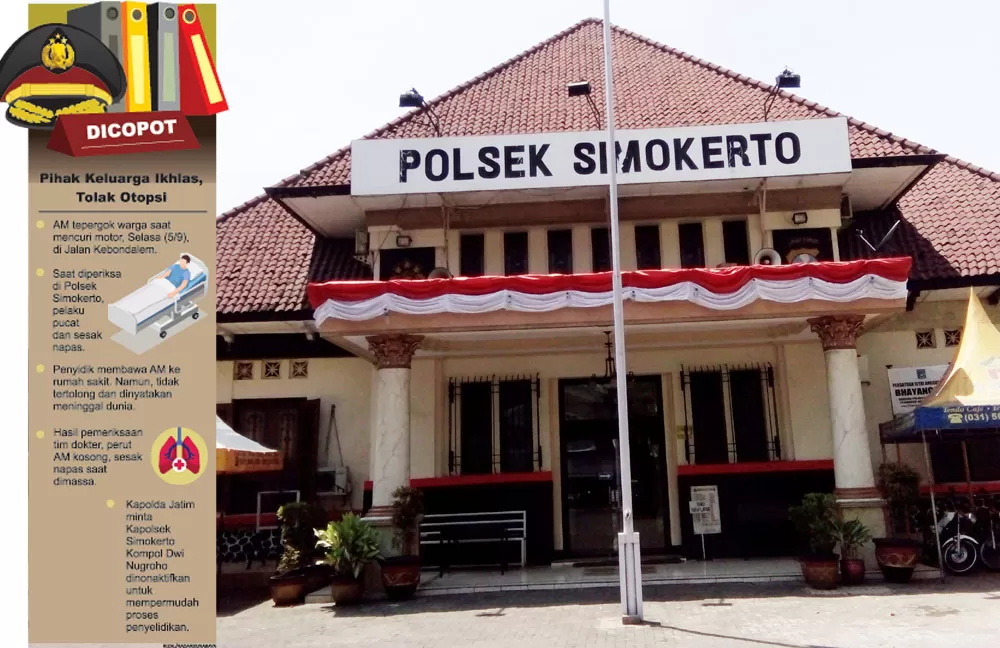 DICOPOT
Pihak Keluarga Ikhlas,
Tolak Otopsi
AM tepergok warga saat
mencuri motor, Selasa (5/9),
di Jalan Kebondalem.
Saat diperiksa
di Polsek
Simokerto,
pelaku
pucat
dan sesak
napas.
Penyidik membawa AM ke
rumah sakit. Namun, tidak
tertolong dan dinyatakan
meninggal dunia.
Hasil pemeriksaan
tim dokter, perut
AM kosong, sesak
napas saat
dimassa.
Kapolda Jatim
minta
Kapolsek
Simokerto
Kompol Dwi
Nugroho
dinonaktifkan
untuk
mempermudah
proses
penyelidikan.
POLSEK SIMOKERTO
BHAYANG
Tenda Cafe
(031) 5